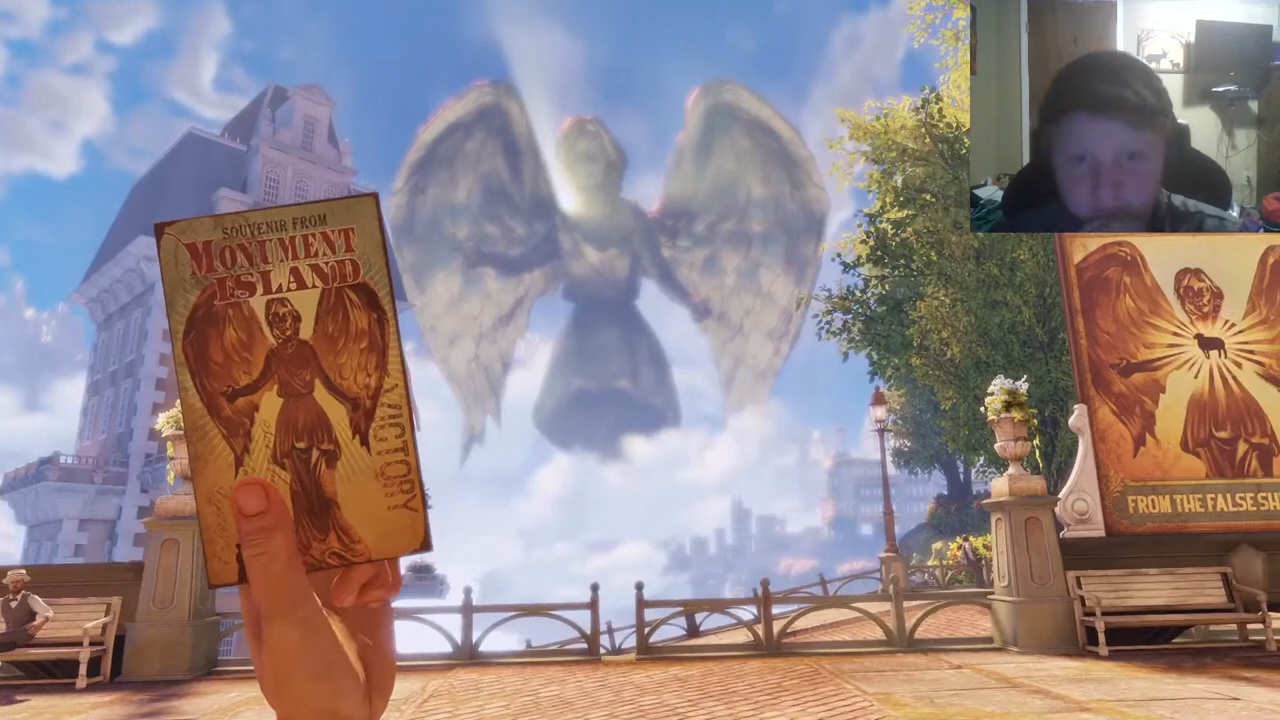 SOUVENIR FROM
MONUMENT
ISLAND
VICTORY
FROM THE FALSE SH